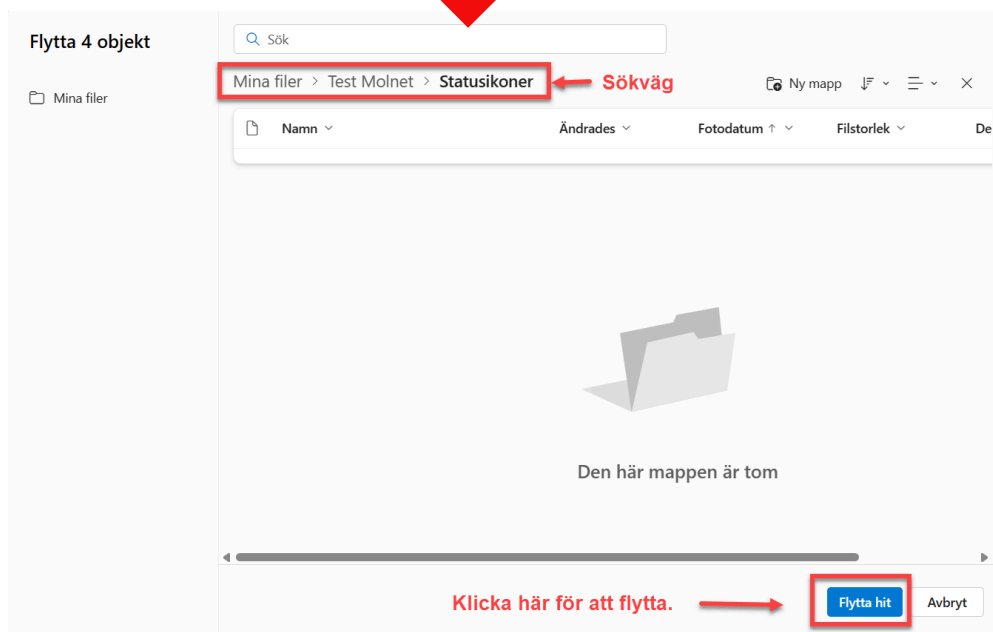 Flytta 4 objekt
Mina filer
Sök
Mina filer > Test Molnet > Statusikoner
Sökväg
Ny mapp
Namn
Ändrades
Fotodatum ↑
Filstorlek
De
Den här mappen är tom
Klicka här för att flytta.
Flytta hit
Avbryt